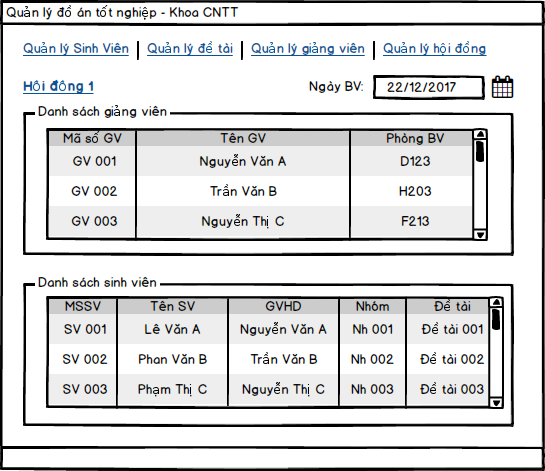 Quản lý đồ án tốt nghiệp - Khoa CNTT
Quản lý Sinh Viên Quản lý đề tài Quản lý giảng viên Quản lý hội đồng
Hôi đông 1 Ngày BV: 22/12/2017
Danh sách giảng viên
Mã số GV Tên GV Phòng BV
GV 001 Nguyễn Văn A D123
GV 002 Trần Văn B H203
GV 003 Nguyễn Thị C F213
Danh sách sinh viên
MSSV Tên SV GVHD Nhóm Đề tài
SV 001 Lê Văn A Nguyễn Văn A Nh 001 Đề tài 001
SV 002 Phan Văn B Trần Văn B Nh 002 Đề tài 002
SV 003 Phạm Thị C Nguyễn Thị C Nh 003 Đề tài 003